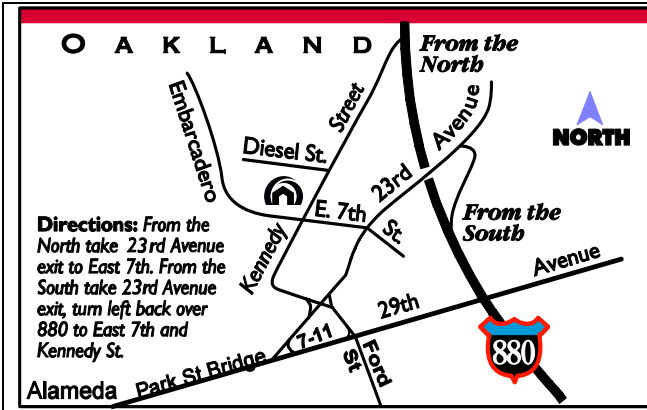 OAKLAND
From the
North
Embarcadero
Street
Avenue
Diesel St.
NORTH
23rd
E. 7th
St.
From the
South
Directions: From the
North take 23rd Avenue
exit to East 7th. From the
South take 23rd Avenue
exit, turn left back over
880 to East 7th and
Kennedy St.
Kennedy
Avenue
29th
7-11
880
Ford
St
Park St Bridge
Alameda